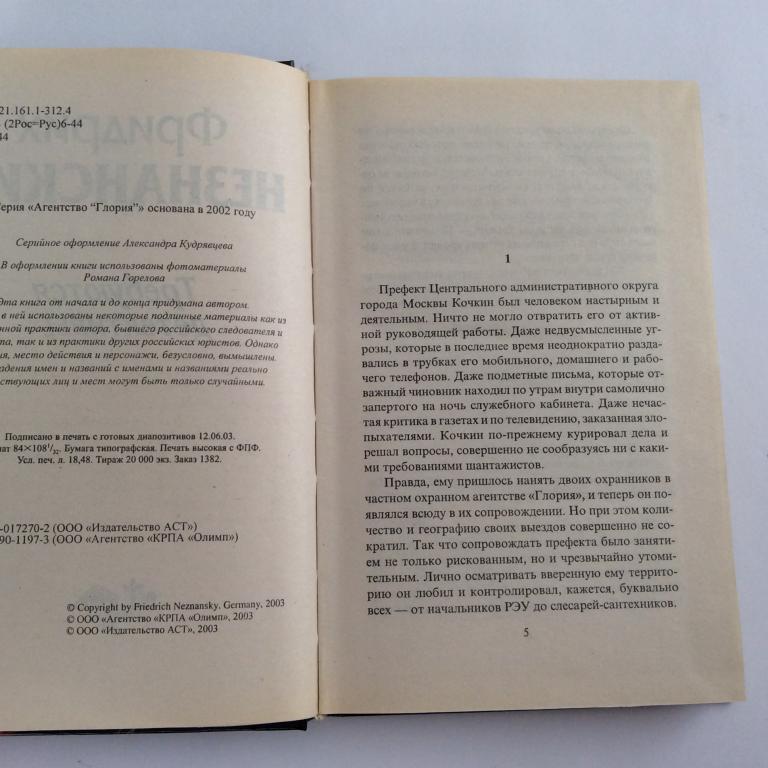 21.161.1-312.4
(2Рос=Рус)6-44
44
Серия «Агентство “Глория”» основана в 2002 году
Серийное оформление Александра Кудрявцева
В оформлении книги использованы фотоматериалы
Романа Горелова
Эта книга от начала и до конца придумана автором.
в ней использованы некоторые подлинные материалы как из
нной практики автора, бывшего российского следователя и
та, так и из практики других российских юристов. Однако
ия, место действия и персонажи, безусловно, вымышлены.
адения имен и названий с именами и названиями реально
ствующих лиц и мест могут быть только случайными.
Подписано в печать с готовых диапозитивов 12.06.03.
мат 84×108¹/₃₂. Бумага типографская. Печать высокая с ФПФ.
Усл. печ. л. 18,48. Тираж 20 000 экз. Заказ 1382.
-017270-2 (ООО «Издательство АСТ»)
90-1197-3 (ООО «Агентство «КРПА «Олимп»)
© Copyright by Friedrich Neznansky, Germany, 2003
© ООО «Агентство «КРПА «Олимп», 2003
© ООО «Издательство АСТ», 2003
1
Префект Центрального административного округа
города Москвы Кочкин был человеком настырным и
деятельным. Ничто не могло отвратить его от актив-
ной руководящей работы. Даже недвусмысленные уг-
розы, которые в последнее время неоднократно разда-
вались в трубках его мобильного, домашнего и рабо-
чего телефонов. Даже подметные письма, которые от-
важный чиновник находил по утрам внутри самолично
запертого на ночь служебного кабинета. Даже нечас-
тая критика в газетах и по телевидению, заказанная зло-
пыхателями. Кочкин по-прежнему курировал дела и
решал вопросы, совершенно не сообразуясь ни с каки-
ми требованиями шантажистов.
Правда, ему пришлось нанять двоих охранников в
частном охранном агентстве «Глория», и теперь он по-
являлся всюду в их сопровождении. Но при этом коли-
чество и географию своих выездов совершенно не со-
кратил. Так что сопровождать префекта было заняти-
ем не только рискованным, но и чрезвычайно утоми-
тельным. Лично осматривать вверенную ему террито-
рию он любил и контролировал, кажется, буквально
всех — от начальников РЭУ до слесарей-сантехников.
5